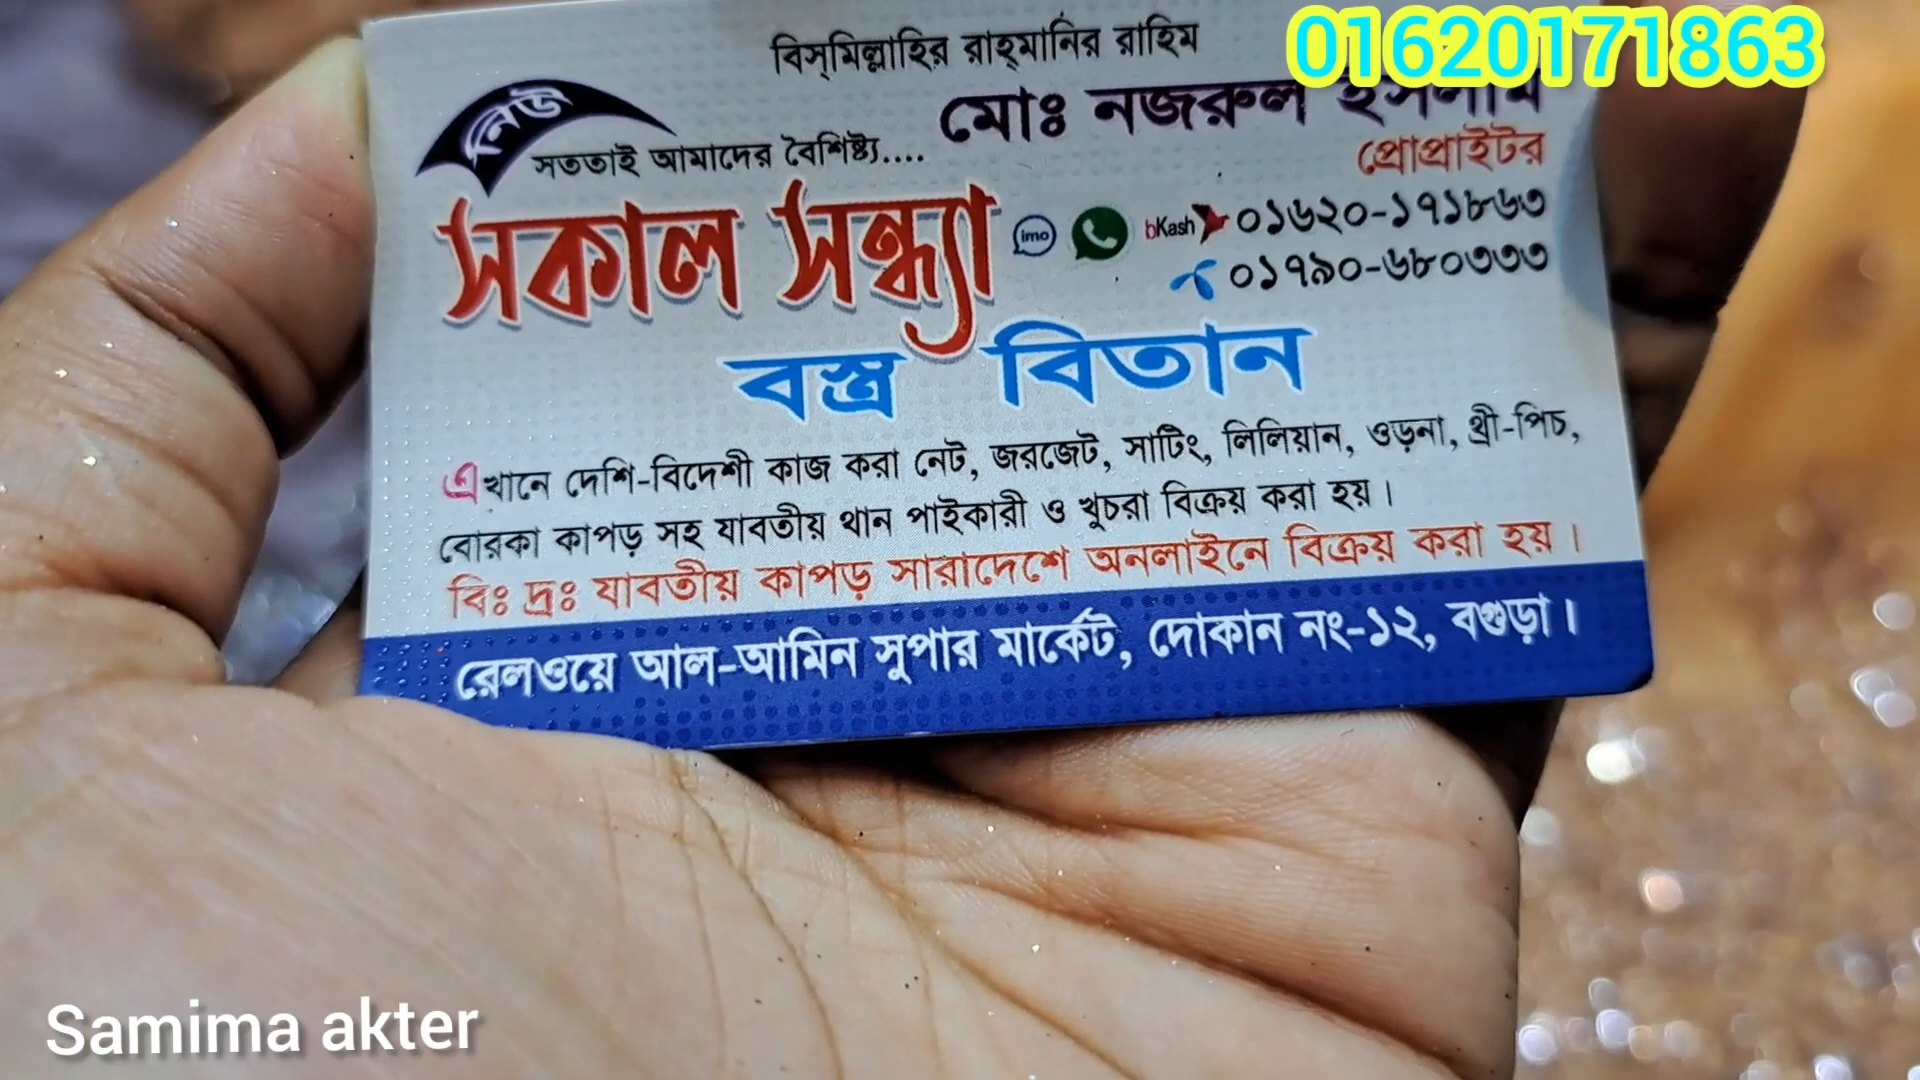 01620171863
বিস্‌মিল্লাহির রাহ্‌মানির রাহিম
নিউ
মোঃ নজরুল ইসলাম
সততাই আমাদের বৈশিষ্ট্য....
প্রোপ্রাইটর
সকাল সন্ধ্যা
imo bKash ০১৬২০-১৭১৮৬৩
০১৭৯০-৬৮০৩৩৩
বস্ত্র বিতান
এখানে দেশি-বিদেশী কাজ করা নেট, জরজেট, সাটিং, লিলিয়ান, ওড়না, থ্রী-পিচ,
বোরকা কাপড় সহ যাবতীয় থান পাইকারী ও খুচরা বিক্রয় করা হয়।
বিঃ দ্রঃ যাবতীয় কাপড় সারাদেশে অনলাইনে বিক্রয় করা হয়।
রেলওয়ে আল-আমিন সুপার মার্কেট, দোকান নং-১২, বগুড়া।
Samima akter